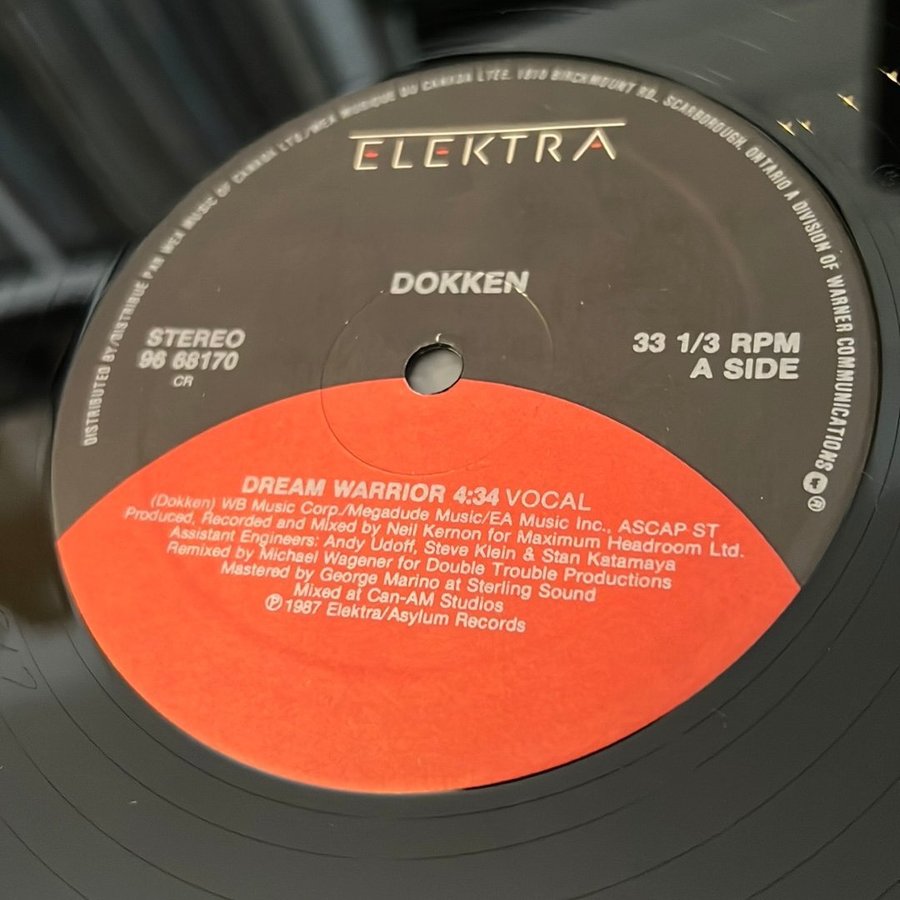 DISTRIBUTED BY/DISTRIBUE PAR WEA MUSIC OF CANADA LTD./WEA MUSIQUE DU CANADA LTEE. 1810 BIRCHMOUNT RD., SCARBOROUGH, ONTARIO A DIVISION OF WARNER COMMUNICATIONS ®
ELEKTRA
DOKKEN
STEREO
96 68170
CR
33 1/3 RPM
A SIDE
DREAM WARRIOR 4:34 VOCAL
(Dokken) WB Music Corp./Megadude Music/EA Music Inc., ASCAP ST
Produced, Recorded and Mixed by Neil Kernon for Maximum Headroom Ltd.
Assistant Engineers: Andy Udoff, Steve Klein & Stan Katamaya
Remixed by Michael Wagener for Double Trouble Productions
Mastered by George Marino at Sterling Sound
Mixed at Can-AM Studios
℗ 1987 Elektra/Asylum Records